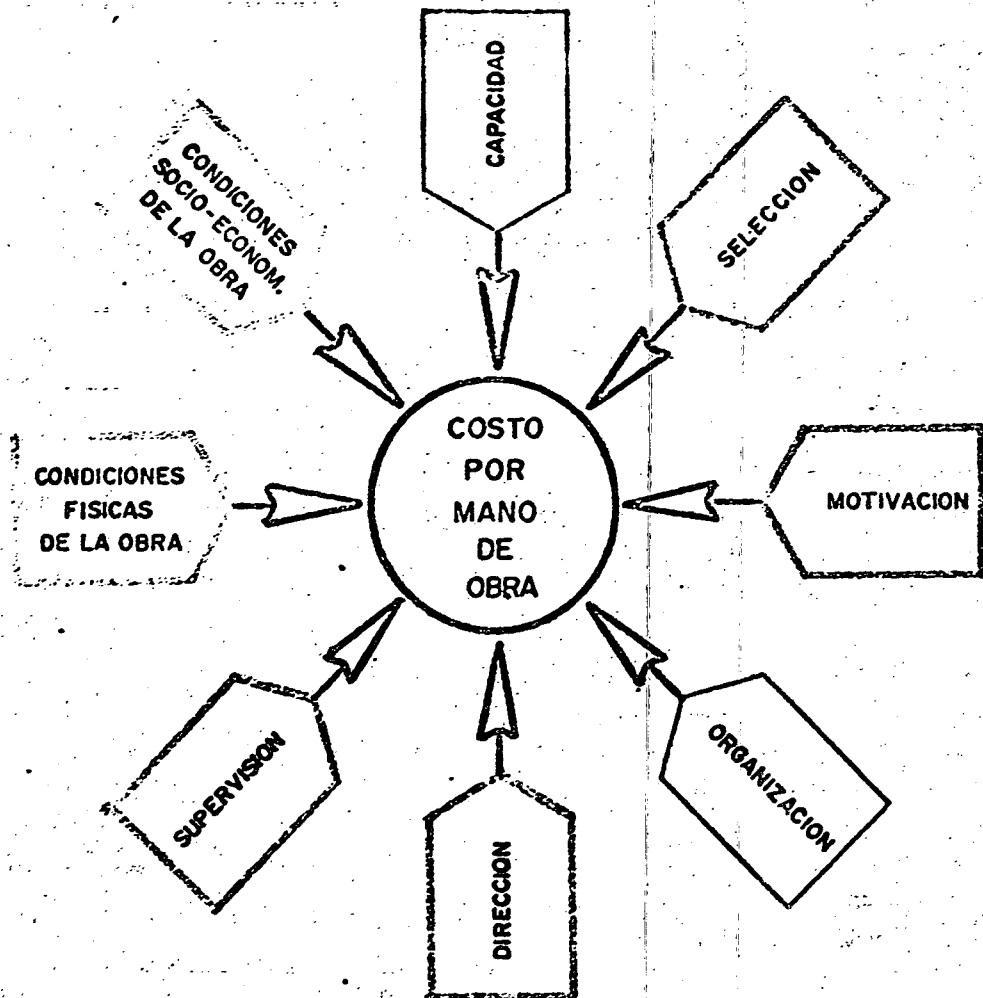 CAPACIDAD
SELECCION
MOTIVACION
ORGANIZACION
DIRECCION
SUPERVISION
CONDICIONES
FISICAS
DE LA OBRA
CONDICIONES
SOCIO-ECONOM.
DE LA OBRA
COSTO
POR
MANO
DE
OBRA